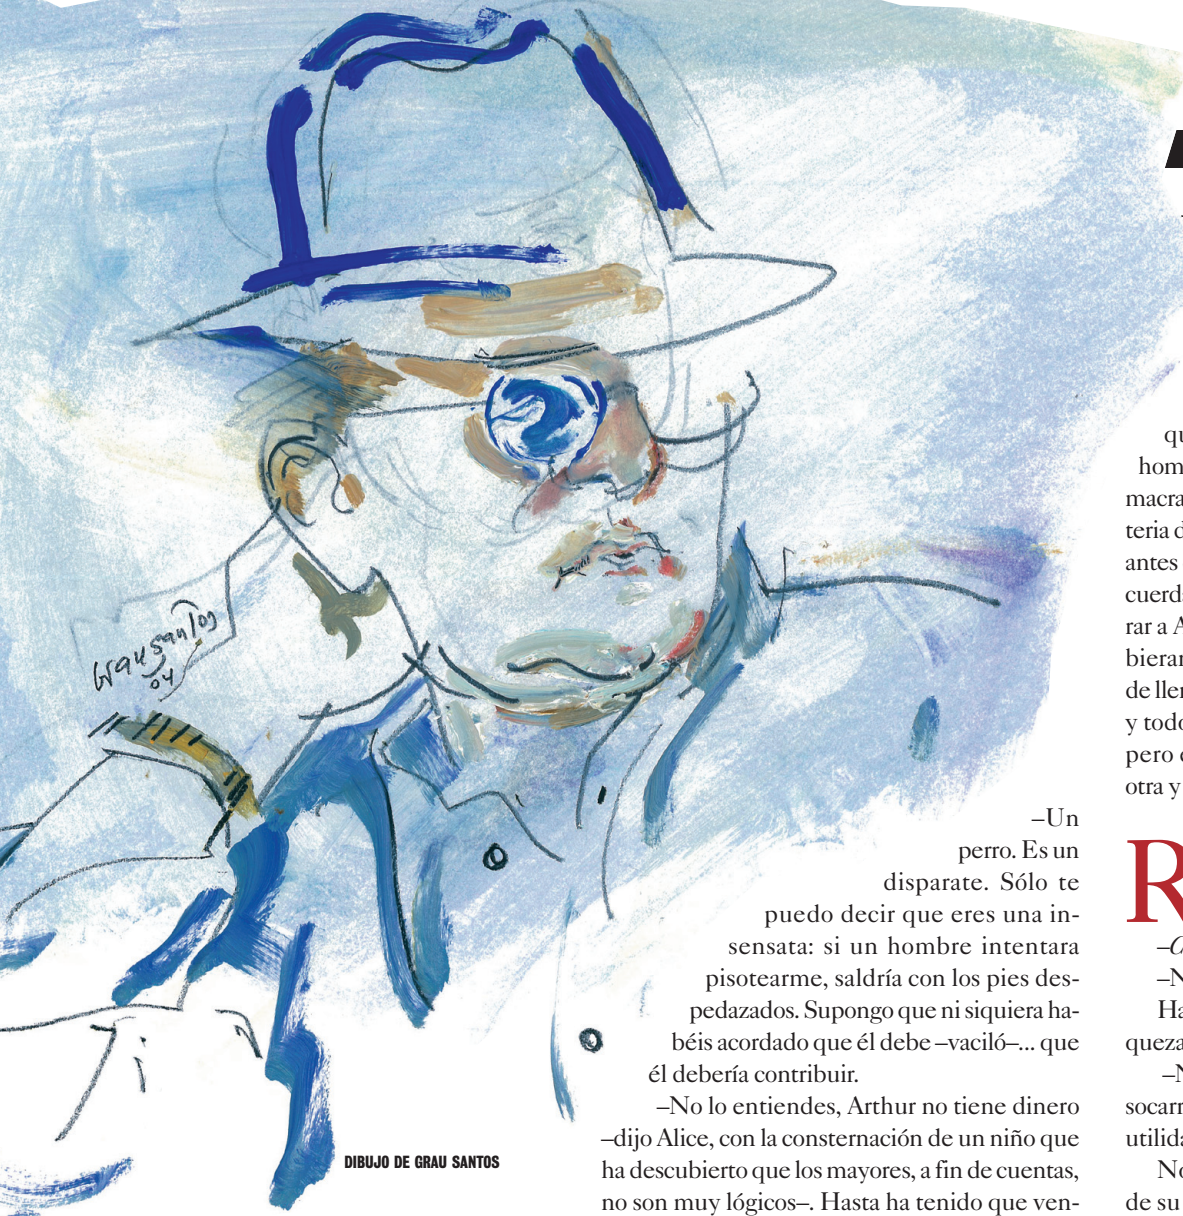 Grau Santos
04
–Un
perro. Es un
disparate. Sólo te
puedo decir que eres una in-
sensata: si un hombre intentara
pisotearme, saldría con los pies des-
pedazados. Supongo que ni siquiera ha-
béis acordado que él debe –vaciló–... que
él debería contribuir.
–No lo entiendes, Arthur no tiene dinero
–dijo Alice, con la consternación de un niño que
ha descubierto que los mayores, a fin de cuentas,
no son muy lógicos–. Hasta ha tenido que ven-
DIBUJO DE GRAU SANTOS
qu
hom
macra
teria d
antes
cuerd
rar a A
bieran
de llen
y todo
pero
otra y
R
–N
Ha
queza
–N
socarr
utilida
No
de su